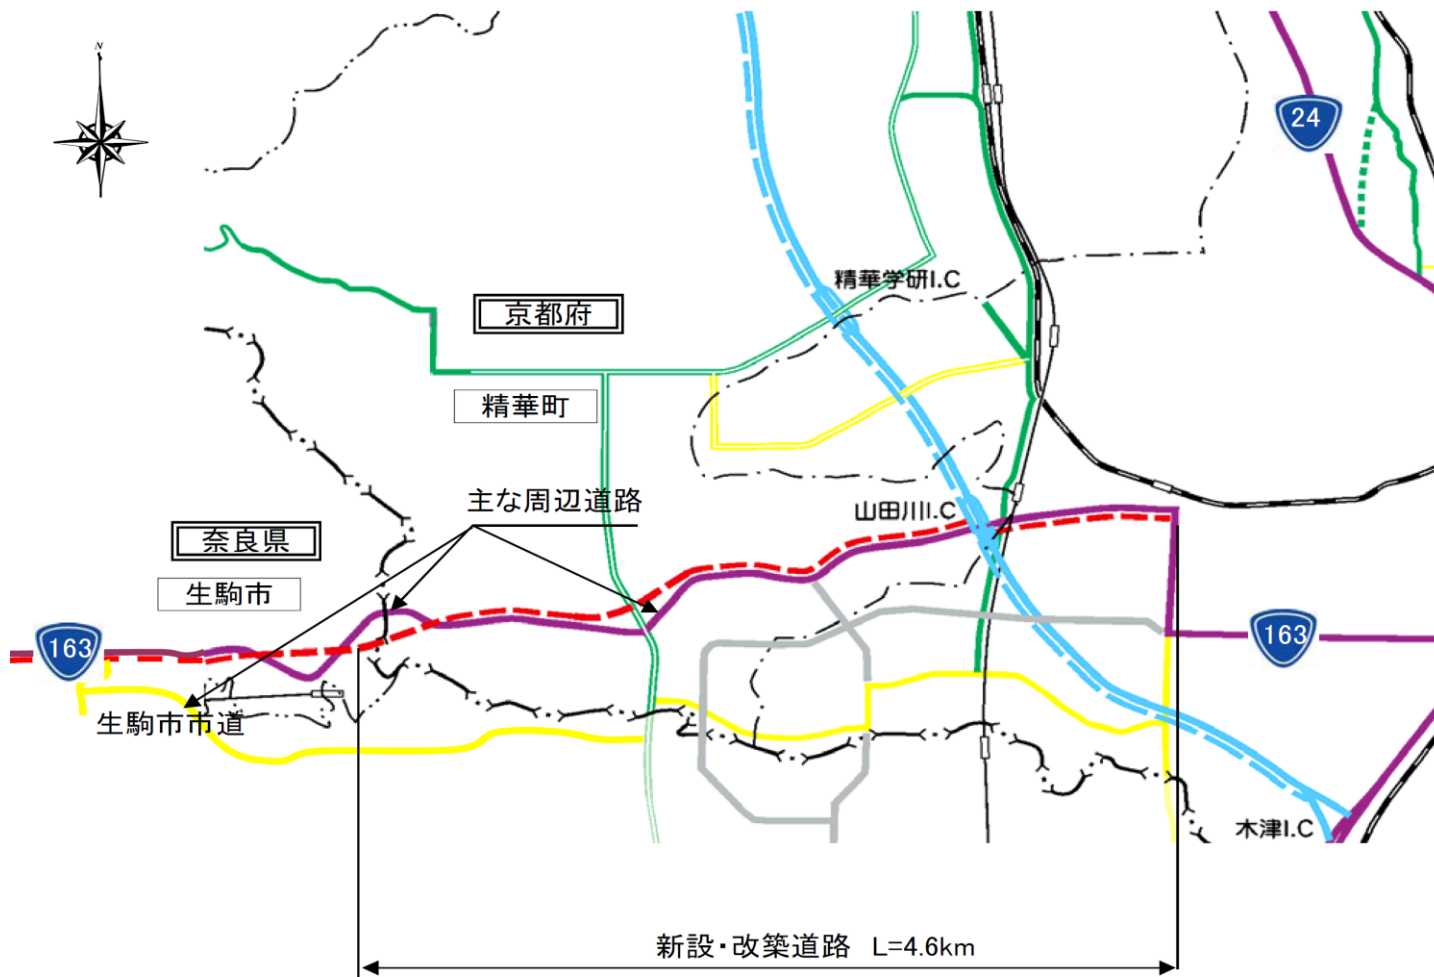 N
24
精華学研I.C
京都府
精華町
主な周辺道路
山田川I.C
奈良県
生駒市
163
163
生駒市市道
木津I.C
新設・改築道路 L=4.6km